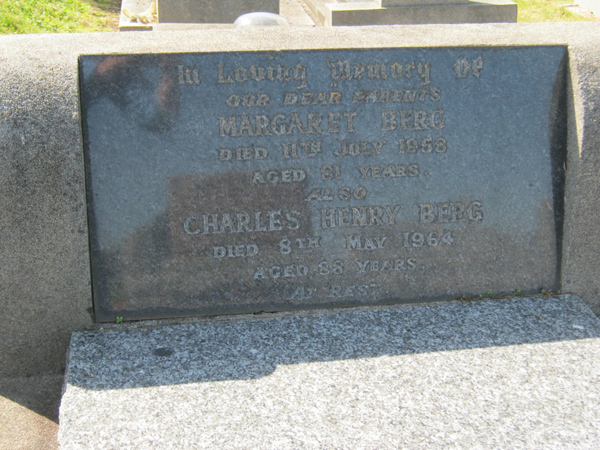 In Loving Memory Of
OUR DEAR PARENTS
MARGARET BERG
DIED 11TH JULY 1958
AGED 81 YEARS.
ALSO
CHARLES HENRY BERG
DIED 8TH MAY 1964
AGED 88 YEARS.
AT REST